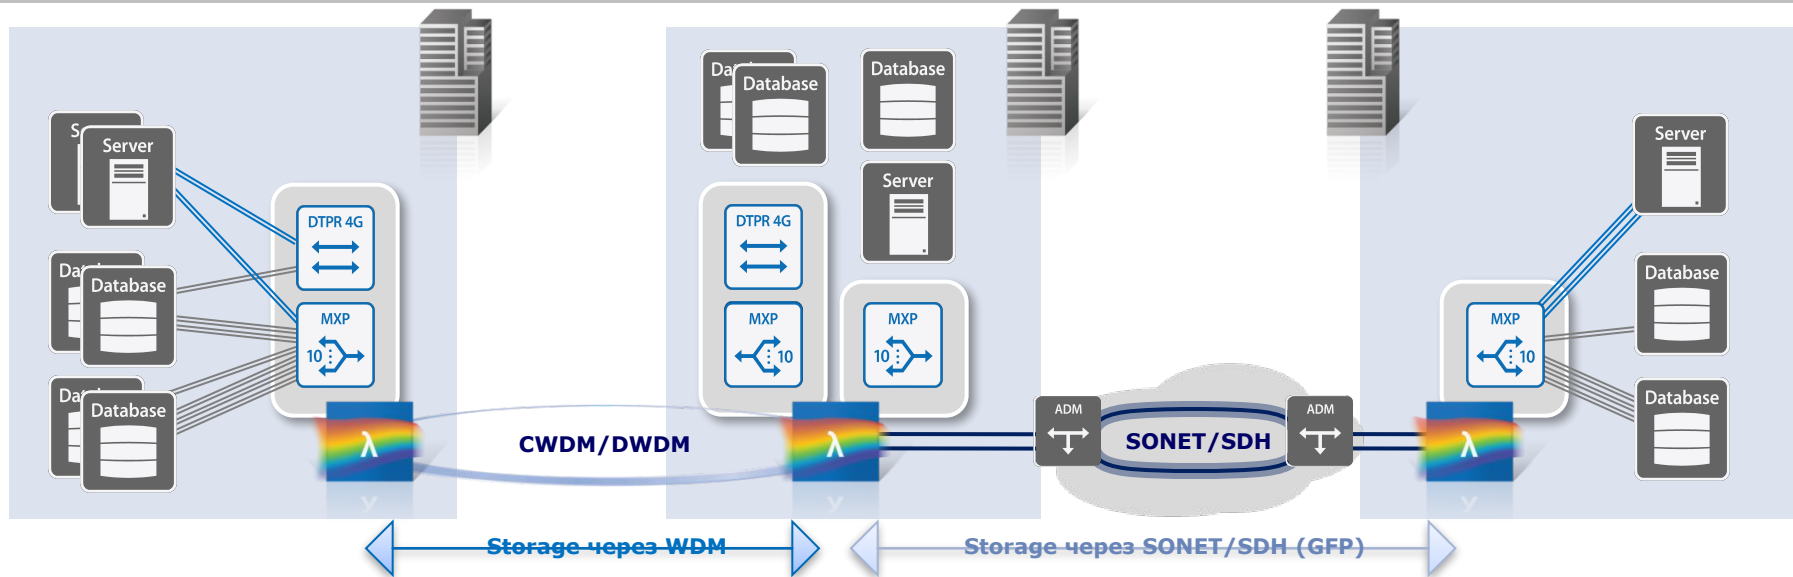 Server
Database
Database
DTPR 4G
MXP
10
λ
CWDM/DWDM
Database
Database
Server
DTPR 4G
MXP
10
MXP
10
λ
ADM
SONET/SDH
ADM
λ
MXP
10
Server
Database
Database
Storage через WDM
Storage через SONET/SDH (GFP)